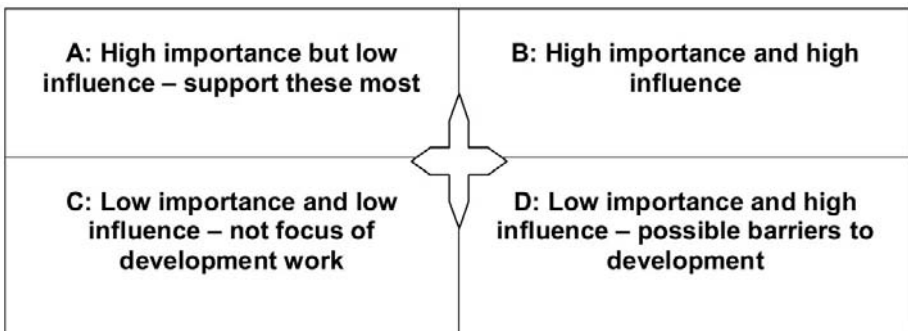 A: High importance but low
influence – support these most
B: High importance and high
influence
C: Low importance and low
influence – not focus of
development work
D: Low importance and high
influence – possible barriers to
development